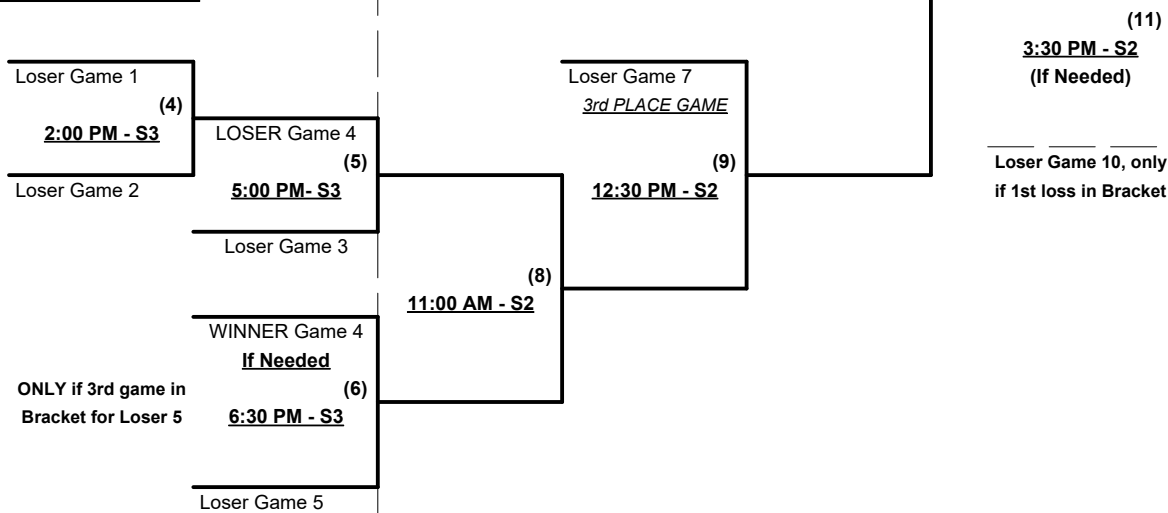 (11)
3:30 PM - S2
(If Needed)
Loser Game 1
(4)
2:00 PM - S3
Loser Game 2
LOSER Game 4
(5)
5:00 PM- S3
Loser Game 3
Loser Game 7
3rd PLACE GAME
(9)
12:30 PM - S2
Loser Game 10, only
if 1st loss in Bracket
(8)
11:00 AM - S2
WINNER Game 4
If Needed
(6)
6:30 PM - S3
ONLY if 3rd game in
Bracket for Loser 5
Loser Game 5